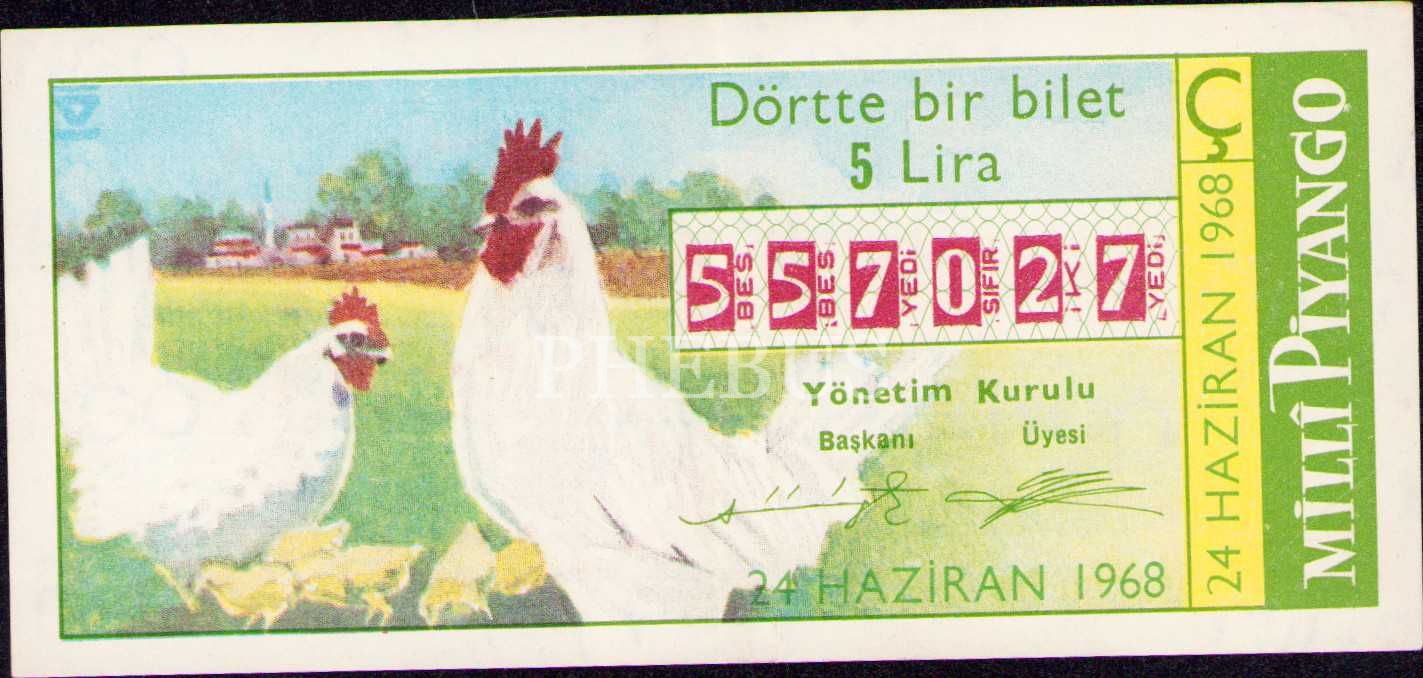 Dörtte bir bilet
5 Lira
5 BEŞ 5 BEŞ 7 YEDİ 0 SIFIR 2 İKİ 7 YEDİ
PHEBUS
Yönetim Kurulu
Başkanı Üyesi
24 HAZİRAN 1968
Ç
24 HAZİRAN 1968
MİLLÎ PİYANGO